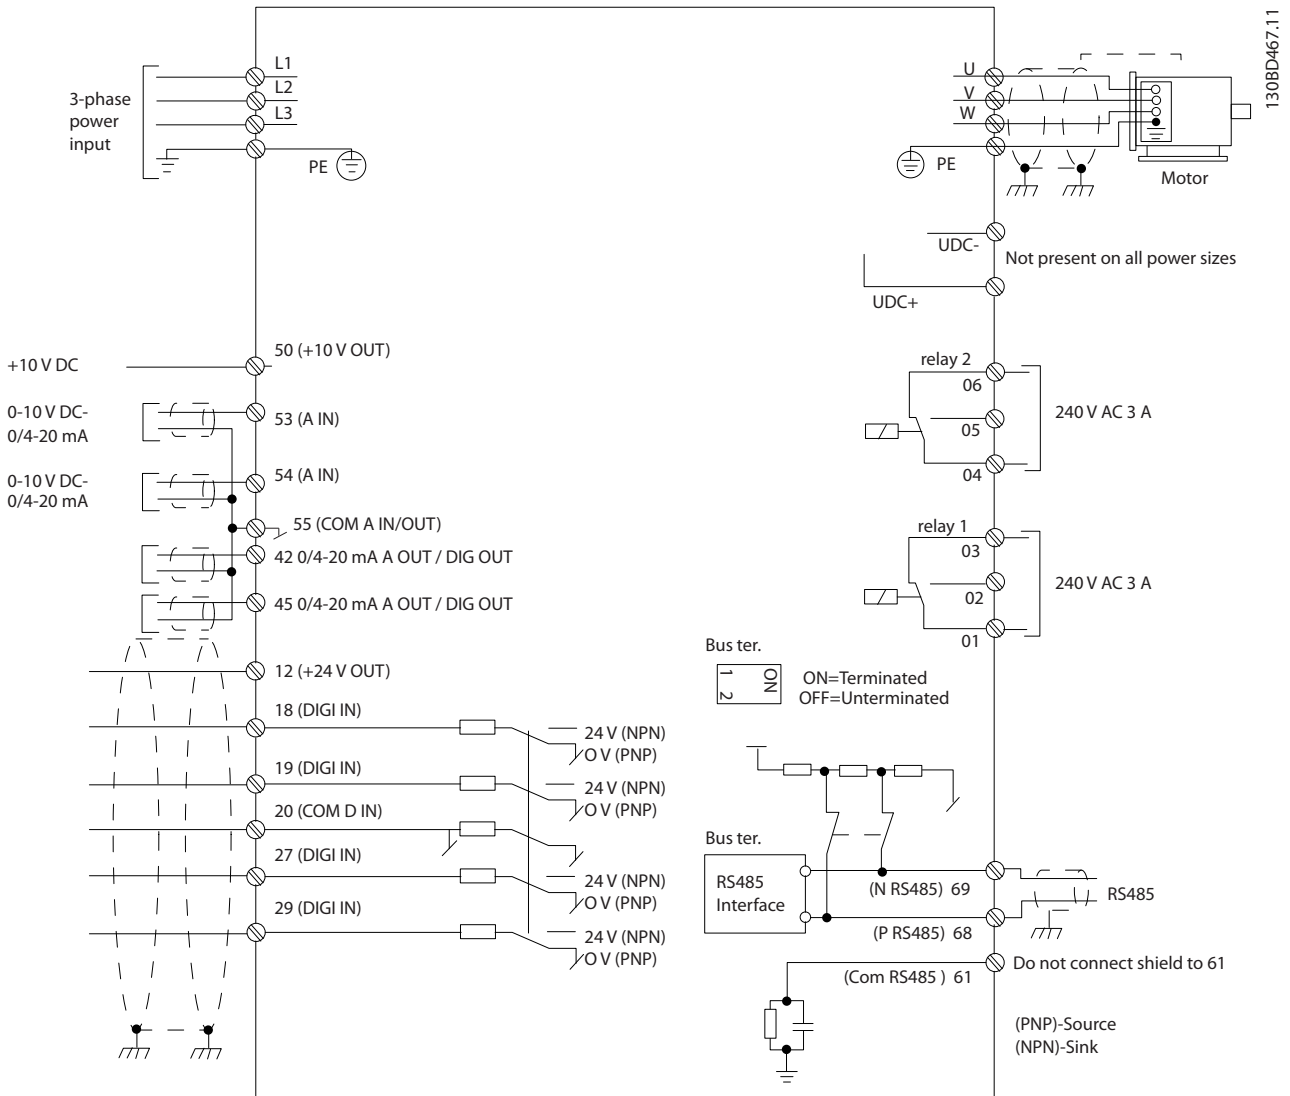 130BD467.11
3-phase
power
input
L1
L2
L3
PE
U
V
W
PE
Motor
UDC-
Not present on all power sizes
UDC+
+10 V DC
50 (+10 V OUT)
0-10 V DC-
0/4-20 mA
53 (A IN)
0-10 V DC-
0/4-20 mA
54 (A IN)
55 (COM A IN/OUT)
42 0/4-20 mA A OUT / DIG OUT
45 0/4-20 mA A OUT / DIG OUT
12 (+24 V OUT)
18 (DIGI IN)
24 V (NPN)
O V (PNP)
19 (DIGI IN)
24 V (NPN)
O V (PNP)
20 (COM D IN)
27 (DIGI IN)
24 V (NPN)
O V (PNP)
29 (DIGI IN)
24 V (NPN)
O V (PNP)
relay 2
06
05
04
240 V AC 3 A
relay 1
03
02
01
240 V AC 3 A
Bus ter.
1
2
ON
ON=Terminated
OFF=Unterminated
Bus ter.
RS485
Interface
(N RS485) 69
RS485
(P RS485) 68
(Com RS485 ) 61
Do not connect shield to 61
(PNP)-Source
(NPN)-Sink